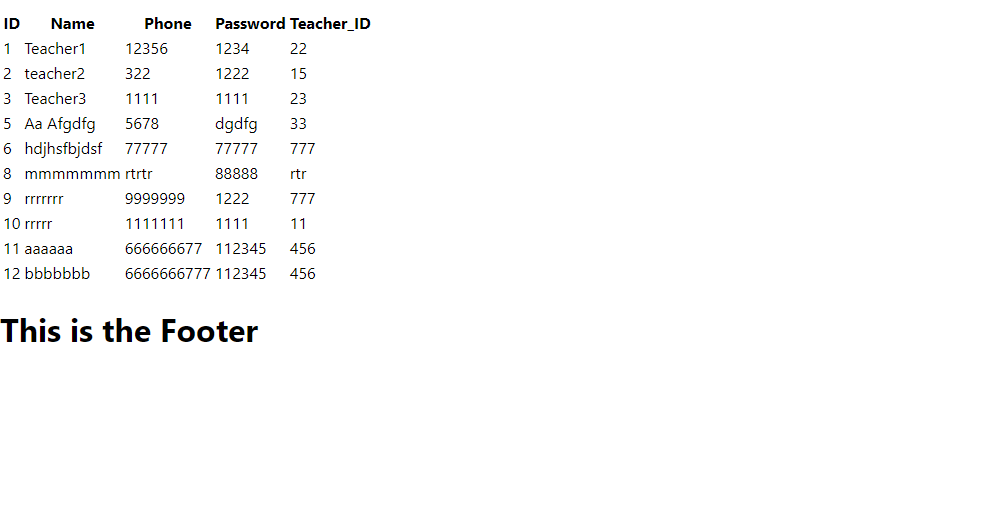 ID Name Phone Password Teacher_ID
1 Teacher1 12356 1234 22
2 teacher2 322 1222 15
3 Teacher3 1111 1111 23
5 Aa Afgdfg 5678 dgdfg 33
6 hdjhsfbjdsf 77777 77777 777
8 mmmmmmm rtrtr 88888 rtr
9 rrrrrrr 9999999 1222 777
10 rrrrr 1111111 1111 11
11 aaaaaa 666666677 112345 456
12 bbbbbbb 6666666777 112345 456
This is the Footer